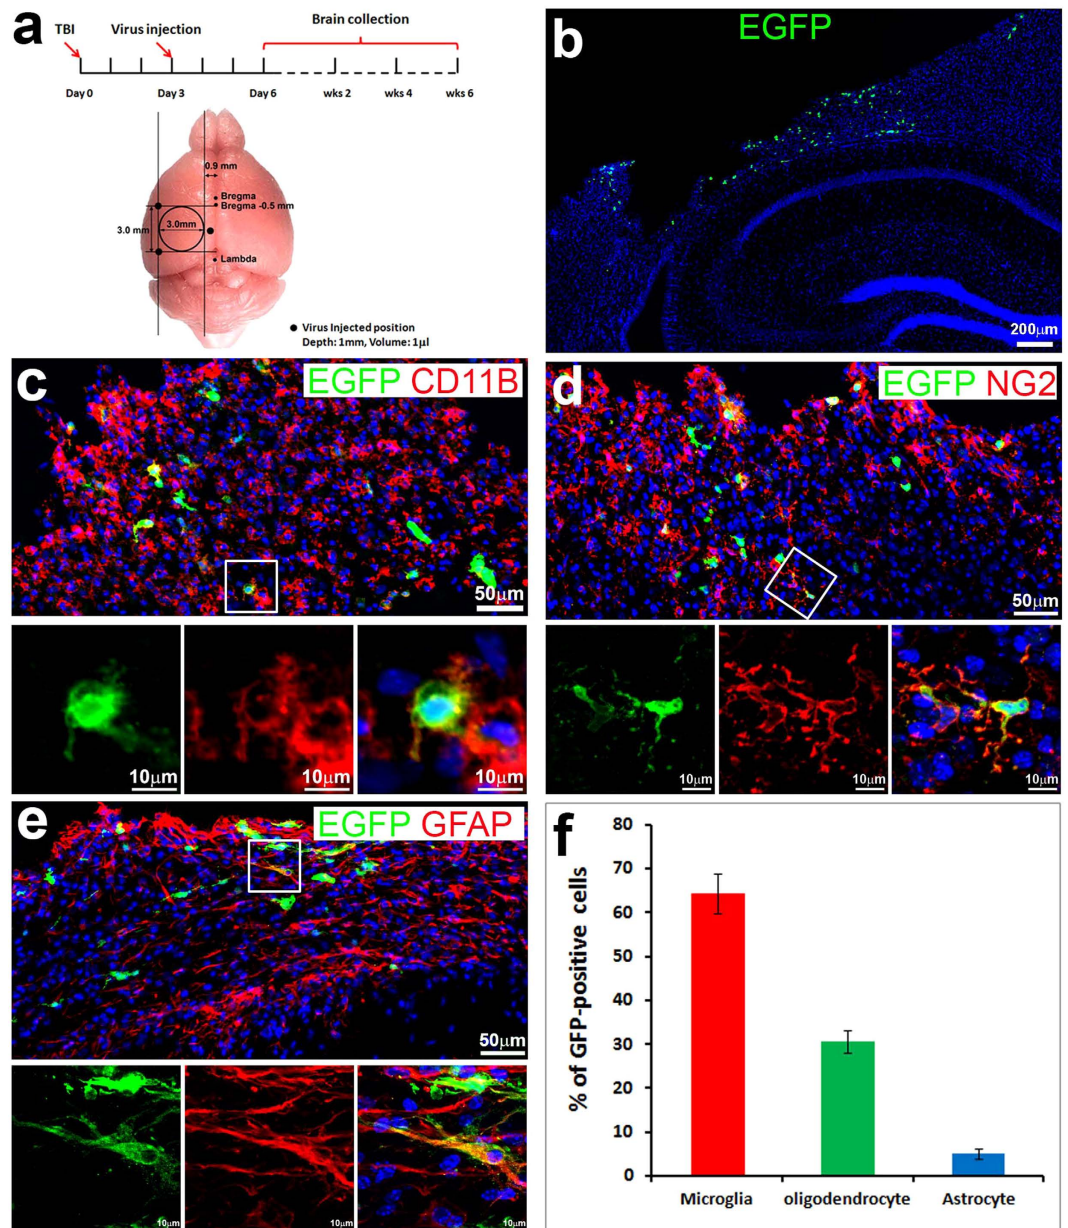 a
TBI
Virus injection
Brain collection
Day 0
Day 3
Day 6
wks 2
wks 4
wks 6
0.9 mm
Bregma
Bregma -0.5 mm
3.0 mm
3.0mm
Lambda
Virus Injected position
Depth: 1mm, Volume: 1µl
b
EGFP
200µm
c
EGFP CD11B
50µm
10µm
10µm
10µm
d
EGFP NG2
50µm
10µm
10µm
10µm
e
EGFP GFAP
50µm
10µm
10µm
10µm
f
% of GFP-positive cells
80
70
60
50
40
30
20
10
0
Microglia
oligodendrocyte
Astrocyte